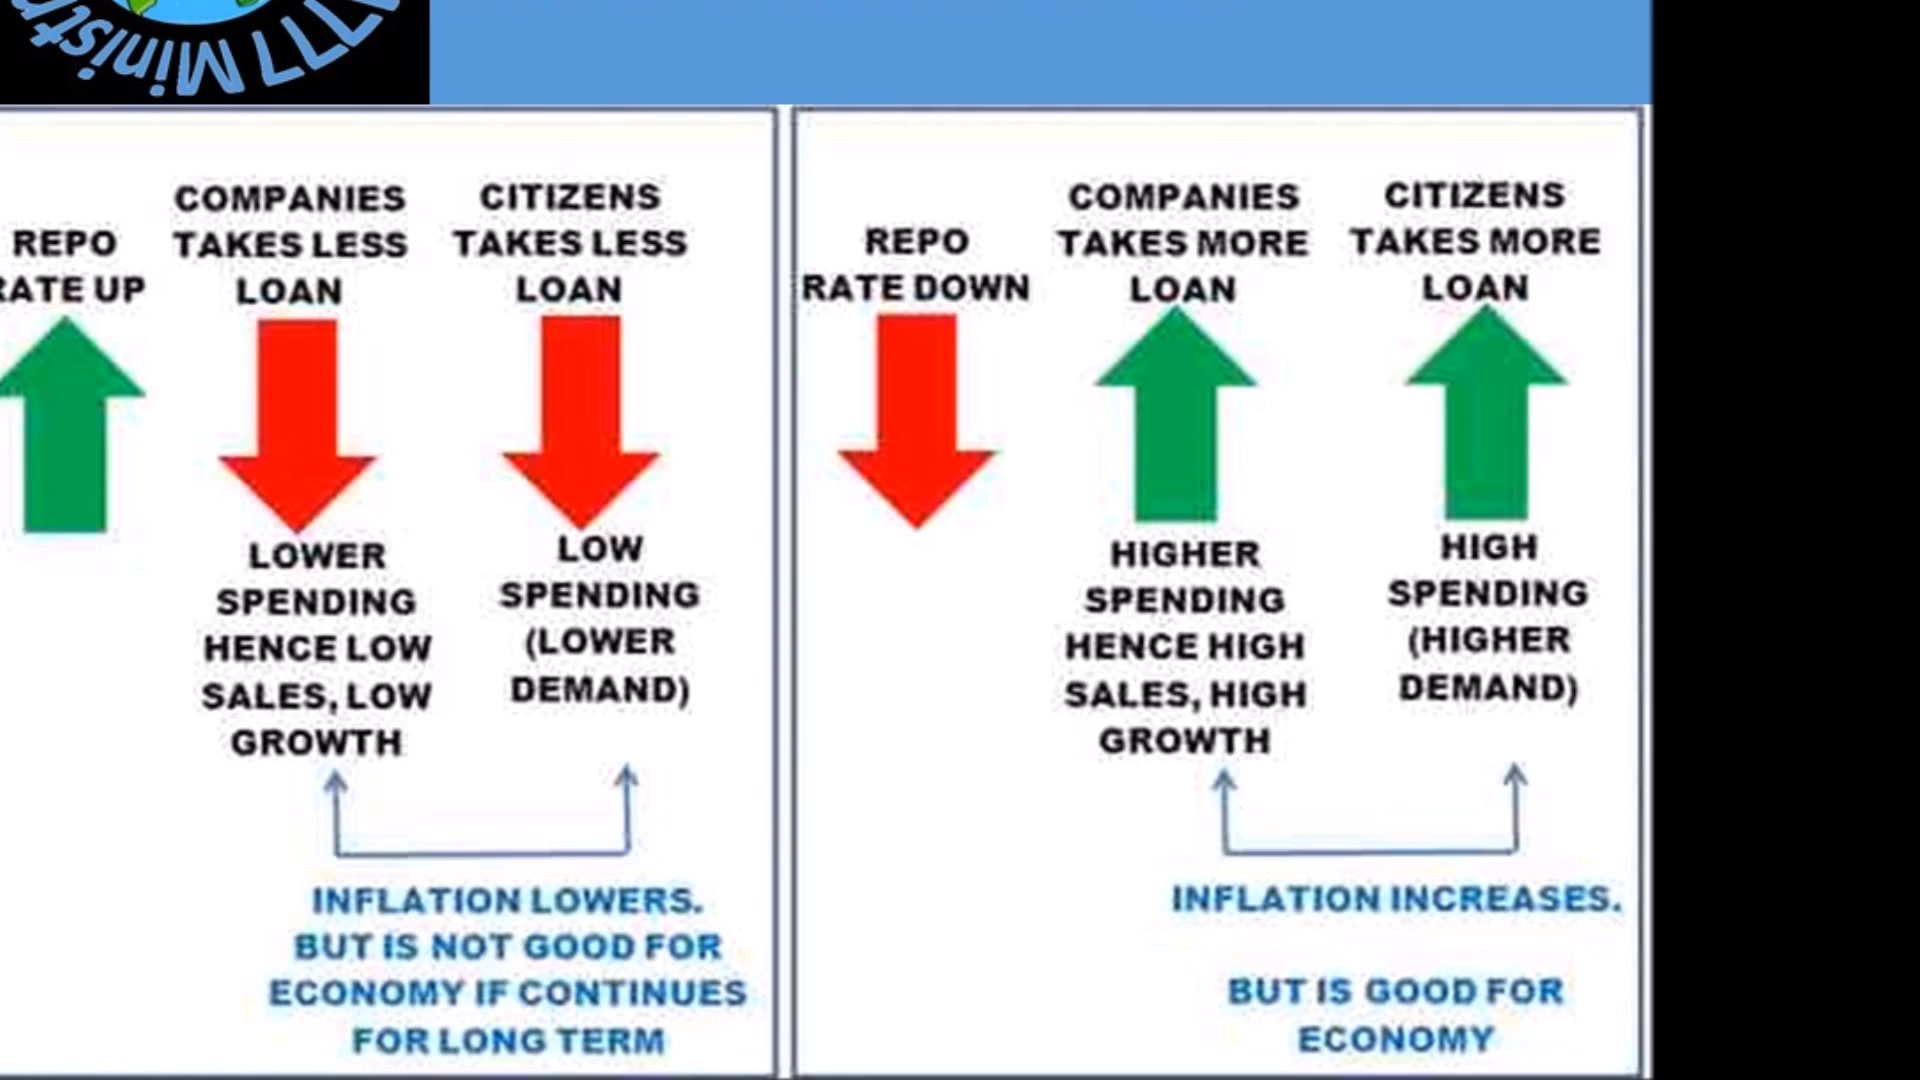 777 Ministr
REPO
RATE UP
COMPANIES
TAKES LESS
LOAN
CITIZENS
TAKES LESS
LOAN
LOWER
SPENDING
HENCE LOW
SALES, LOW
GROWTH
LOW
SPENDING
(LOWER
DEMAND)
INFLATION LOWERS.
BUT IS NOT GOOD FOR
ECONOMY IF CONTINUES
FOR LONG TERM
REPO
RATE DOWN
COMPANIES
TAKES MORE
LOAN
CITIZENS
TAKES MORE
LOAN
HIGHER
SPENDING
HENCE HIGH
SALES, HIGH
GROWTH
HIGH
SPENDING
(HIGHER
DEMAND)
INFLATION INCREASES.
BUT IS GOOD FOR
ECONOMY